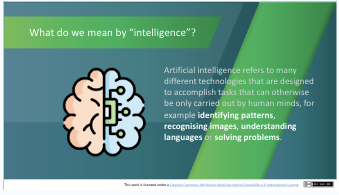 What do we mean by “intelligence”?
Artificial intelligence refers to many
different technologies that are designed
to accomplish tasks that can otherwise
be only carried out by human minds, for
example identifying patterns,
recognising images, understanding
languages or solving problems.
This work is licensed under a Creative Commons Attribution-NonCommercial-ShareAlike 4.0 International License